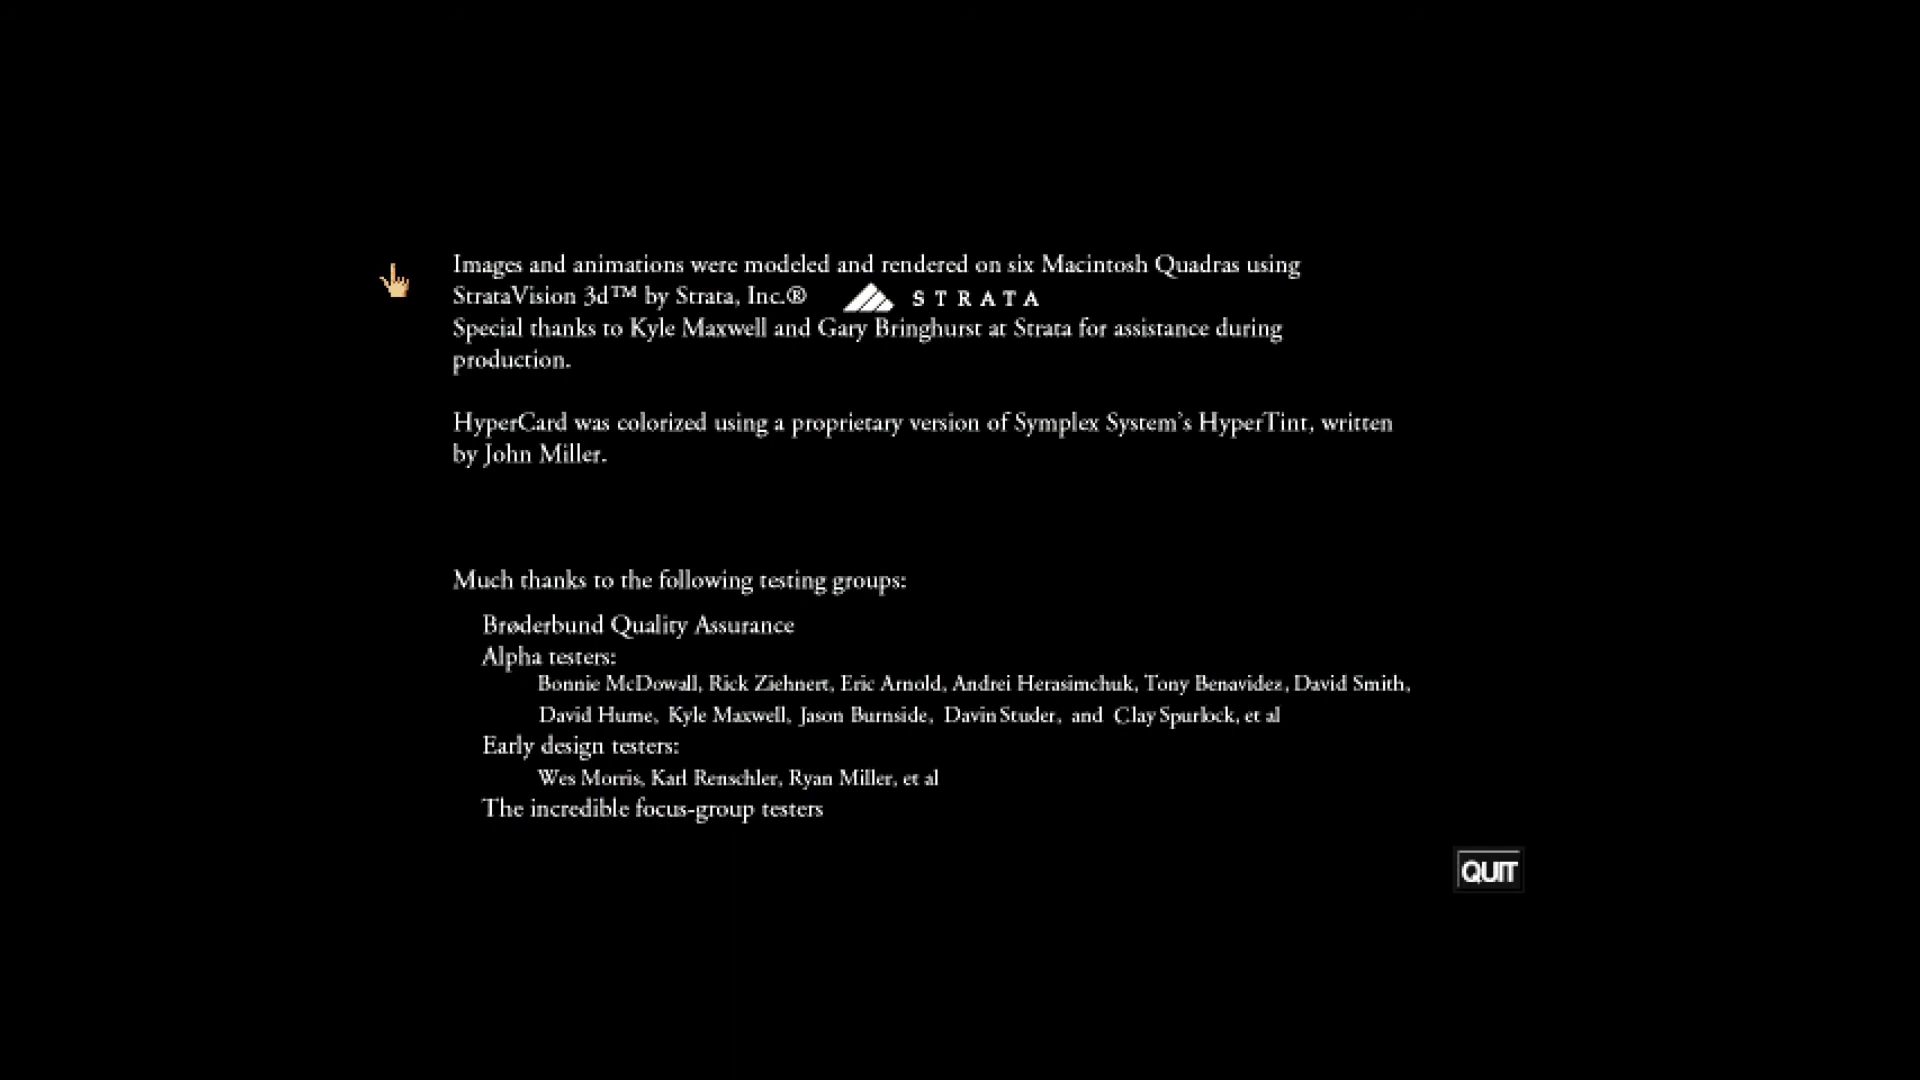 Images and animations were modeled and rendered on six Macintosh Quadras using
StrataVision 3d™ by Strata, Inc.® STRATA
Special thanks to Kyle Maxwell and Gary Bringhurst at Strata for assistance during
production.
HyperCard was colorized using a proprietary version of Symplex System's HyperTint, written
by John Miller.
Much thanks to the following testing groups:
Brøderbund Quality Assurance
Alpha testers:
Bonnie McDowall, Rick Ziehnert, Eric Arnold, Andrei Herasimchuk, Tony Benavidez, David Smith,
David Hume, Kyle Maxwell, Jason Burnside, Davin Studer, and Clay Spurlock, et al
Early design testers:
Wes Morris, Karl Renschler, Ryan Miller, et al
The incredible focus-group testers
QUIT